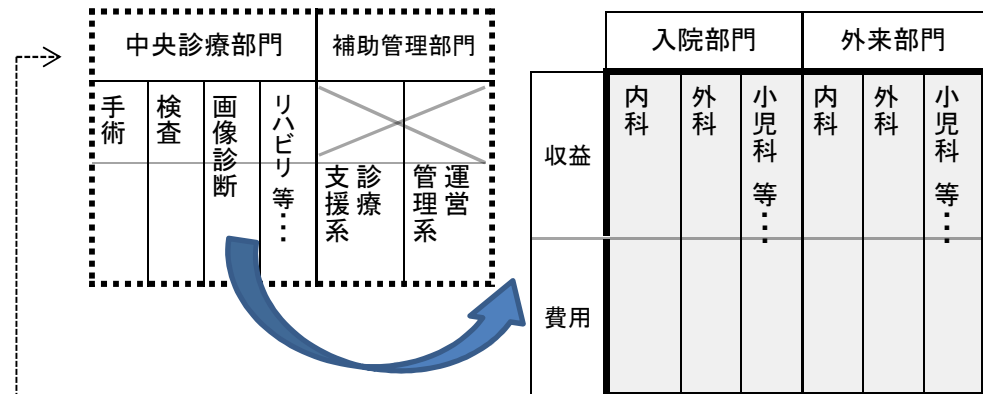 中央診療部門
補助管理部門
手術
検査
画像診断
リハビリ等…
診療
支援系
運営
管理系
入院部門
外来部門
収益
費用
内科
外科
小児科 等…
内科
外科
小児科 等…